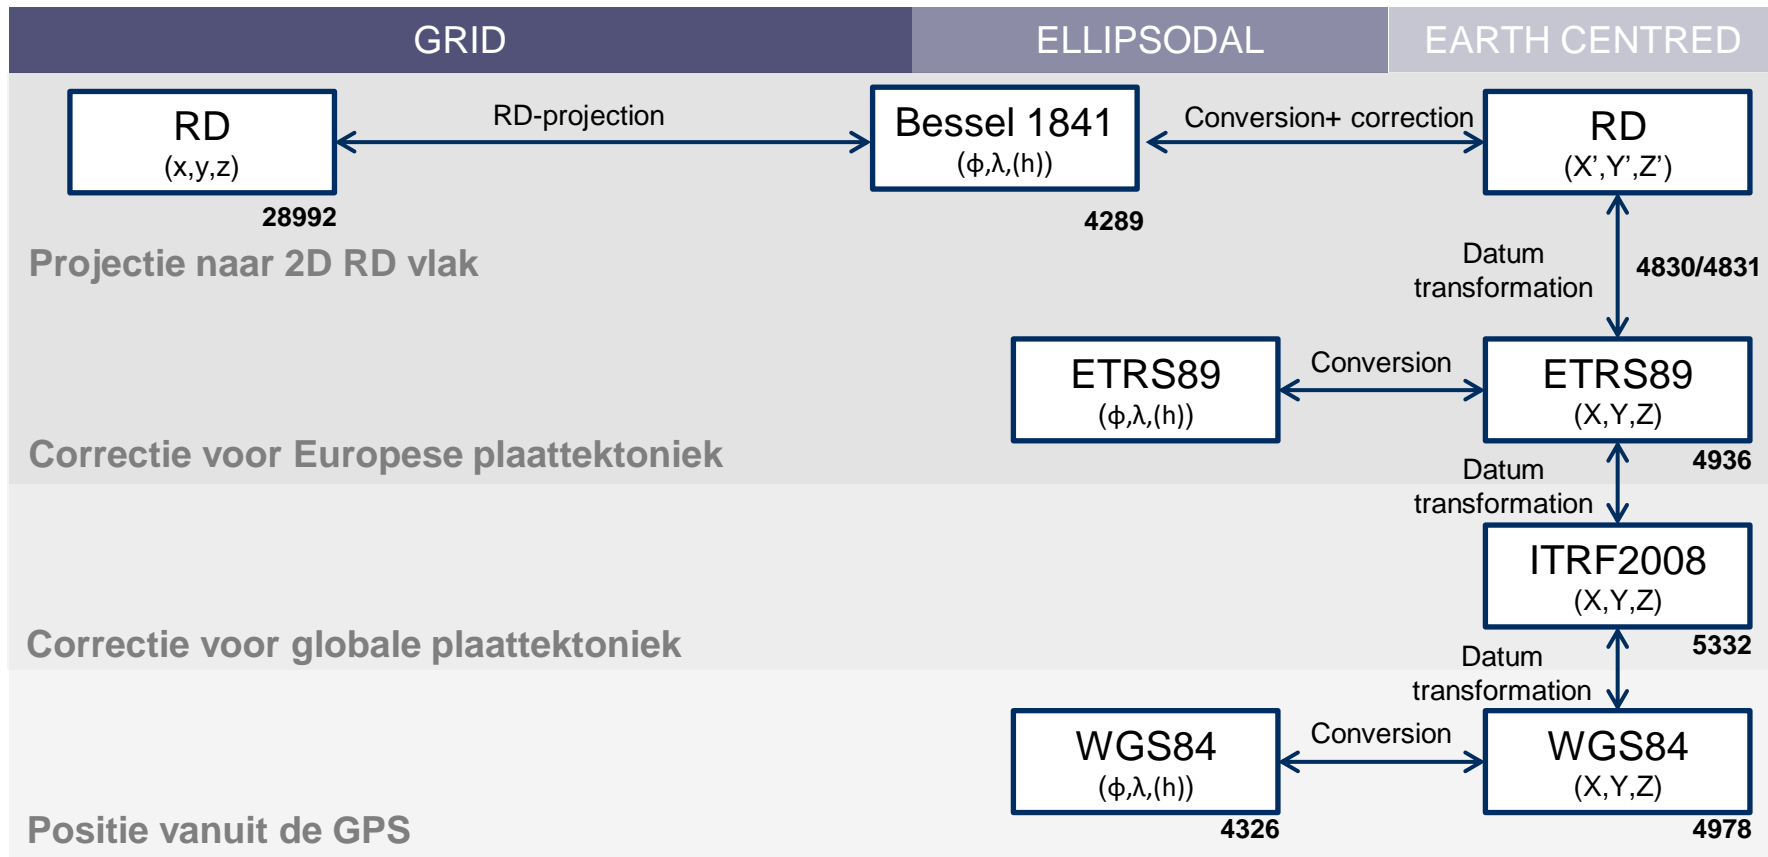 GRID
ELLIPSODAL
EARTH CENTRED
RD
(x,y,z)
28992
RD-projection
Bessel 1841
(ϕ,λ,(h))
4289
Conversion+ correction
RD
(X’,Y’,Z’)
Projectie naar 2D RD vlak
Datum
transformation
4830/4831
ETRS89
(ϕ,λ,(h))
Conversion
ETRS89
(X,Y,Z)
4936
Correctie voor Europese plaattektoniek
Datum
transformation
ITRF2008
(X,Y,Z)
5332
Correctie voor globale plaattektoniek
Datum
transformation
WGS84
(ϕ,λ,(h))
4326
Conversion
WGS84
(X,Y,Z)
4978
Positie vanuit de GPS